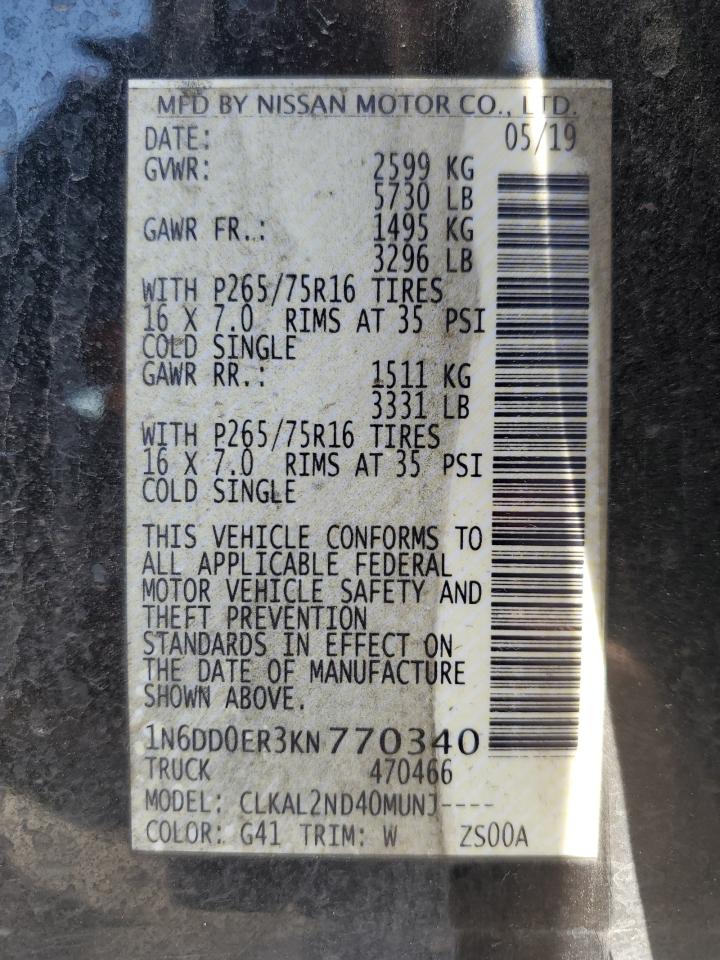 MFD BY NISSAN MOTOR CO., LTD.
DATE: 05/19
GVWR: 2599 KG
5730 LB
GAWR FR.: 1495 KG
3296 LB
WITH P265/75R16 TIRES
16 X 7.0 RIMS AT 35 PSI
COLD SINGLE
GAWR RR.: 1511 KG
3331 LB
WITH P265/75R16 TIRES
16 X 7.0 RIMS AT 35 PSI
COLD SINGLE
THIS VEHICLE CONFORMS TO
ALL APPLICABLE FEDERAL
MOTOR VEHICLE SAFETY AND
THEFT PREVENTION
STANDARDS IN EFFECT ON
THE DATE OF MANUFACTURE
SHOWN ABOVE.
1N6DD0ER3KN770340
TRUCK 470466
MODEL: CLKAL2ND40MUNJ----
COLOR: G41 TRIM: W ZS00A